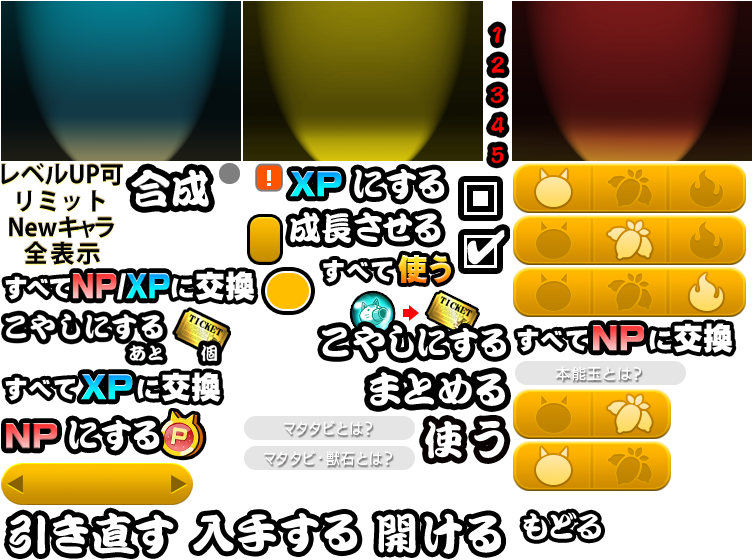 1
2
3
4
5
レベルUP可
リミット
Newキャラ
全表示
合成
!
XPにする
成長させる
すべて使う
すべてNP/XPに交換
こやしにする
TICKET
あと 個
TICKET
こやしにする
すべてNPに交換
本能玉とは?
すべてXPに交換
まとめる
NPにする
P
マタタビとは?
マタタビ・獣石とは?
使う
引き直す
入手する
開ける
もどる